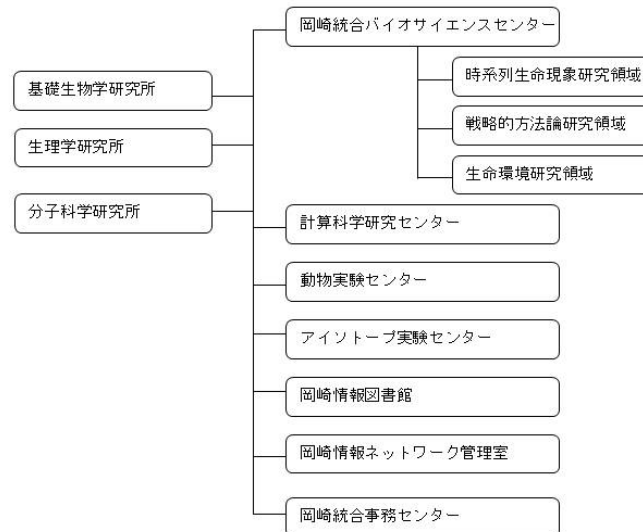 岡崎統合バイオサイエンスセンター
時系列生命現象研究領域
基礎生物学研究所
戦略的方法論研究領域
生理学研究所
生命環境研究領域
分子科学研究所
計算科学研究センター
動物実験センター
アイソトープ実験センター
岡崎情報図書館
岡崎情報ネットワーク管理室
岡崎統合事務センター